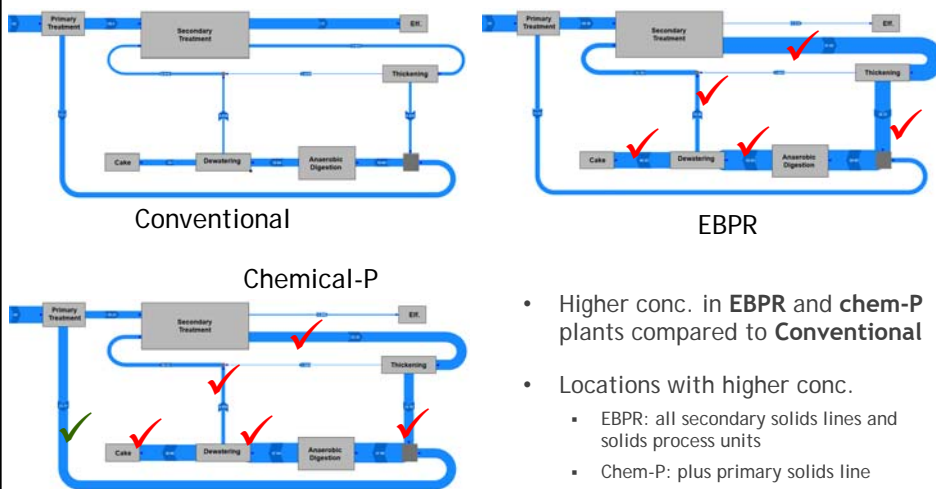 Primary
Treatment
Secondary
Treatment
Eff.
Thickening
Cake
Dewatering
Anaerobic
Digestion
Conventional
Primary
Treatment
Secondary
Treatment
Eff.
Thickening
Cake
Dewatering
Anaerobic
Digestion
EBPR
Chemical-P
Primary
Treatment
Secondary
Treatment
Eff.
Thickening
Cake
Dewatering
Anaerobic
Digestion
• Higher conc. in EBPR and chem-P
plants compared to Conventional
• Locations with higher conc.
▪ EBPR: all secondary solids lines and
solids process units
▪ Chem-P: plus primary solids line